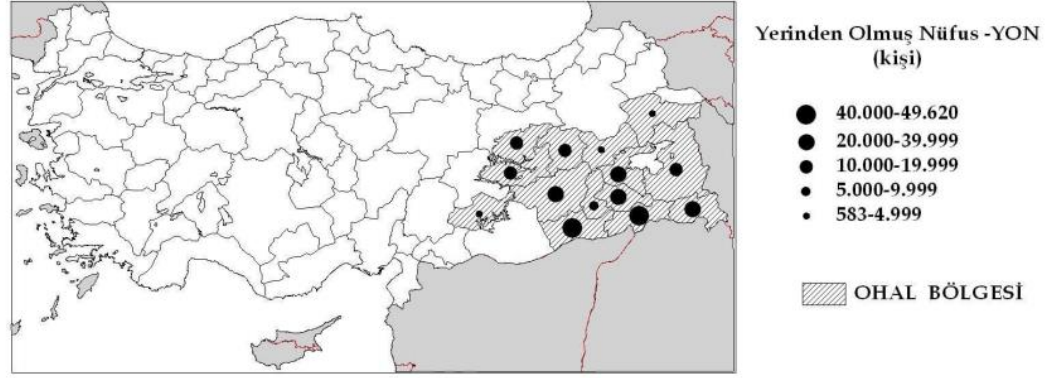 Yerinden Olmuş Nüfus -YON
(kişi)
40.000-49.620
20.000-39.999
10.000-19.999
5.000-9.999
583-4.999
OHAL BÖLGESİ